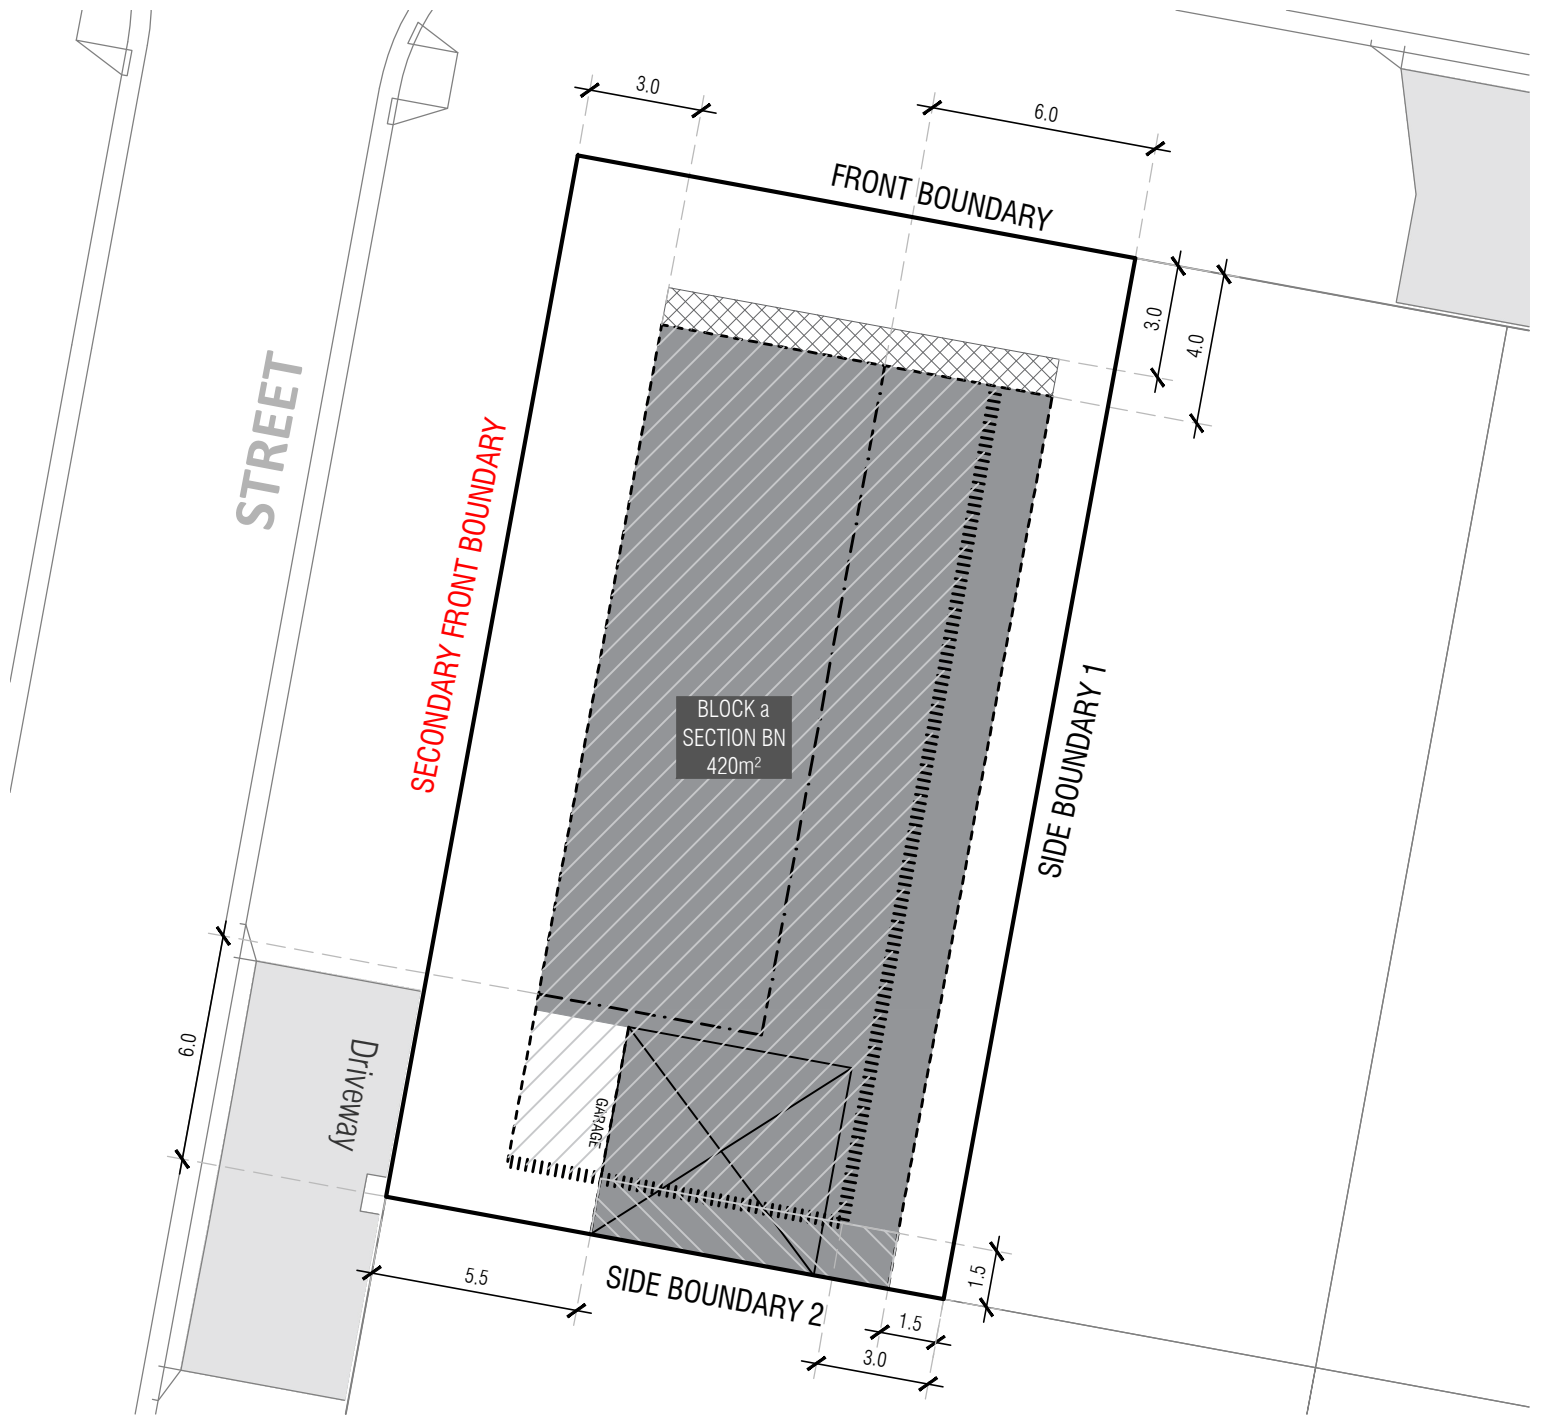 3.0
6.0
FRONT BOUNDARY
3.0
4.0
STREET
SECONDARY FRONT BOUNDARY
BLOCK a
SECTION BN
420m²
SIDE BOUNDARY 1
6.0
Driveway
GARAGE
5.5
SIDE BOUNDARY 2
1.5
1.5
3.0